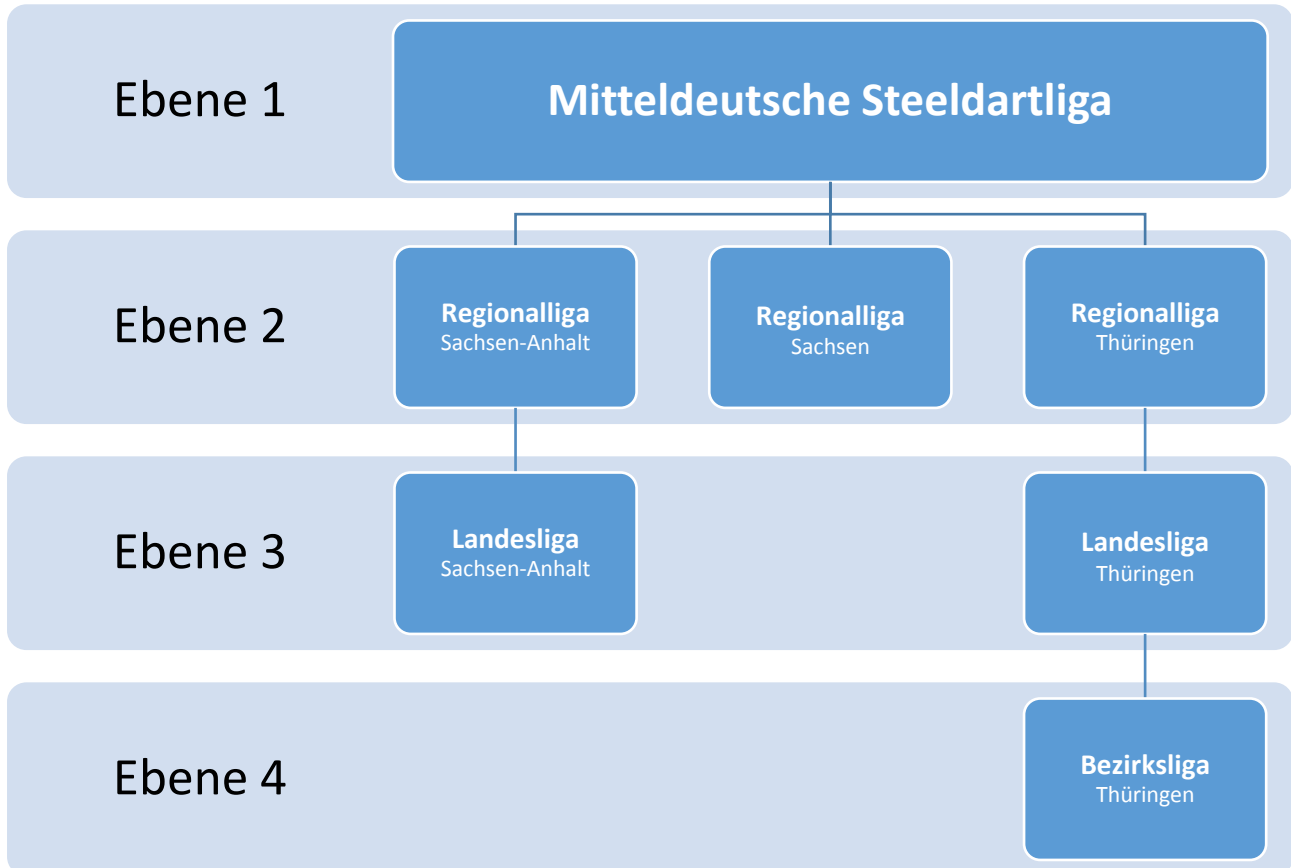 Ebene 1
Mitteldeutsche Steeldartliga
Ebene 2
Regionalliga
Sachsen-Anhalt
Regionalliga
Sachsen
Regionalliga
Thüringen
Ebene 3
Landesliga
Sachsen-Anhalt
Landesliga
Thüringen
Ebene 4
Bezirksliga
Thüringen